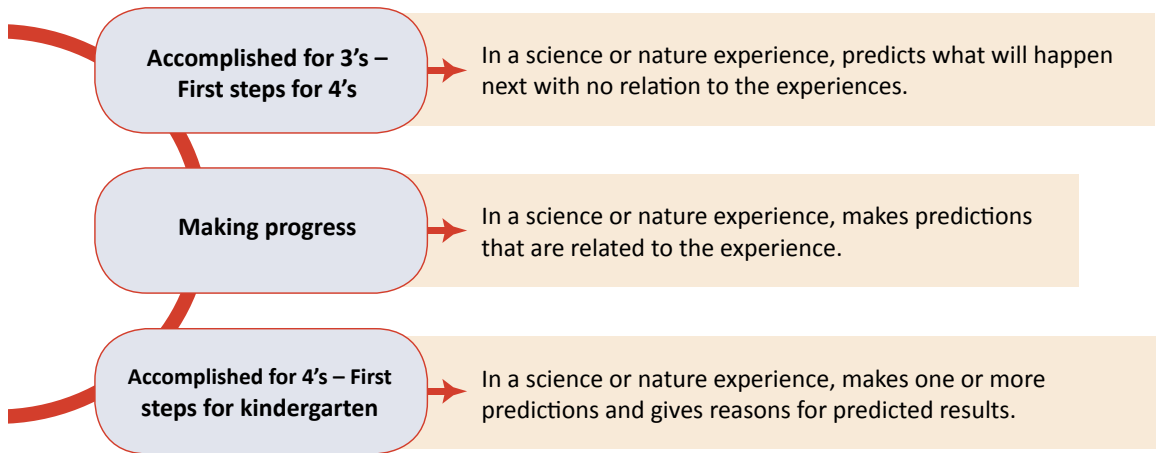 Accomplished for 3’s –
First steps for 4’s
In a science or nature experience, predicts what will happen
next with no relation to the experiences.
Making progress
In a science or nature experience, makes predictions
that are related to the experience.
Accomplished for 4’s – First
steps for kindergarten
In a science or nature experience, makes one or more
predictions and gives reasons for predicted results.